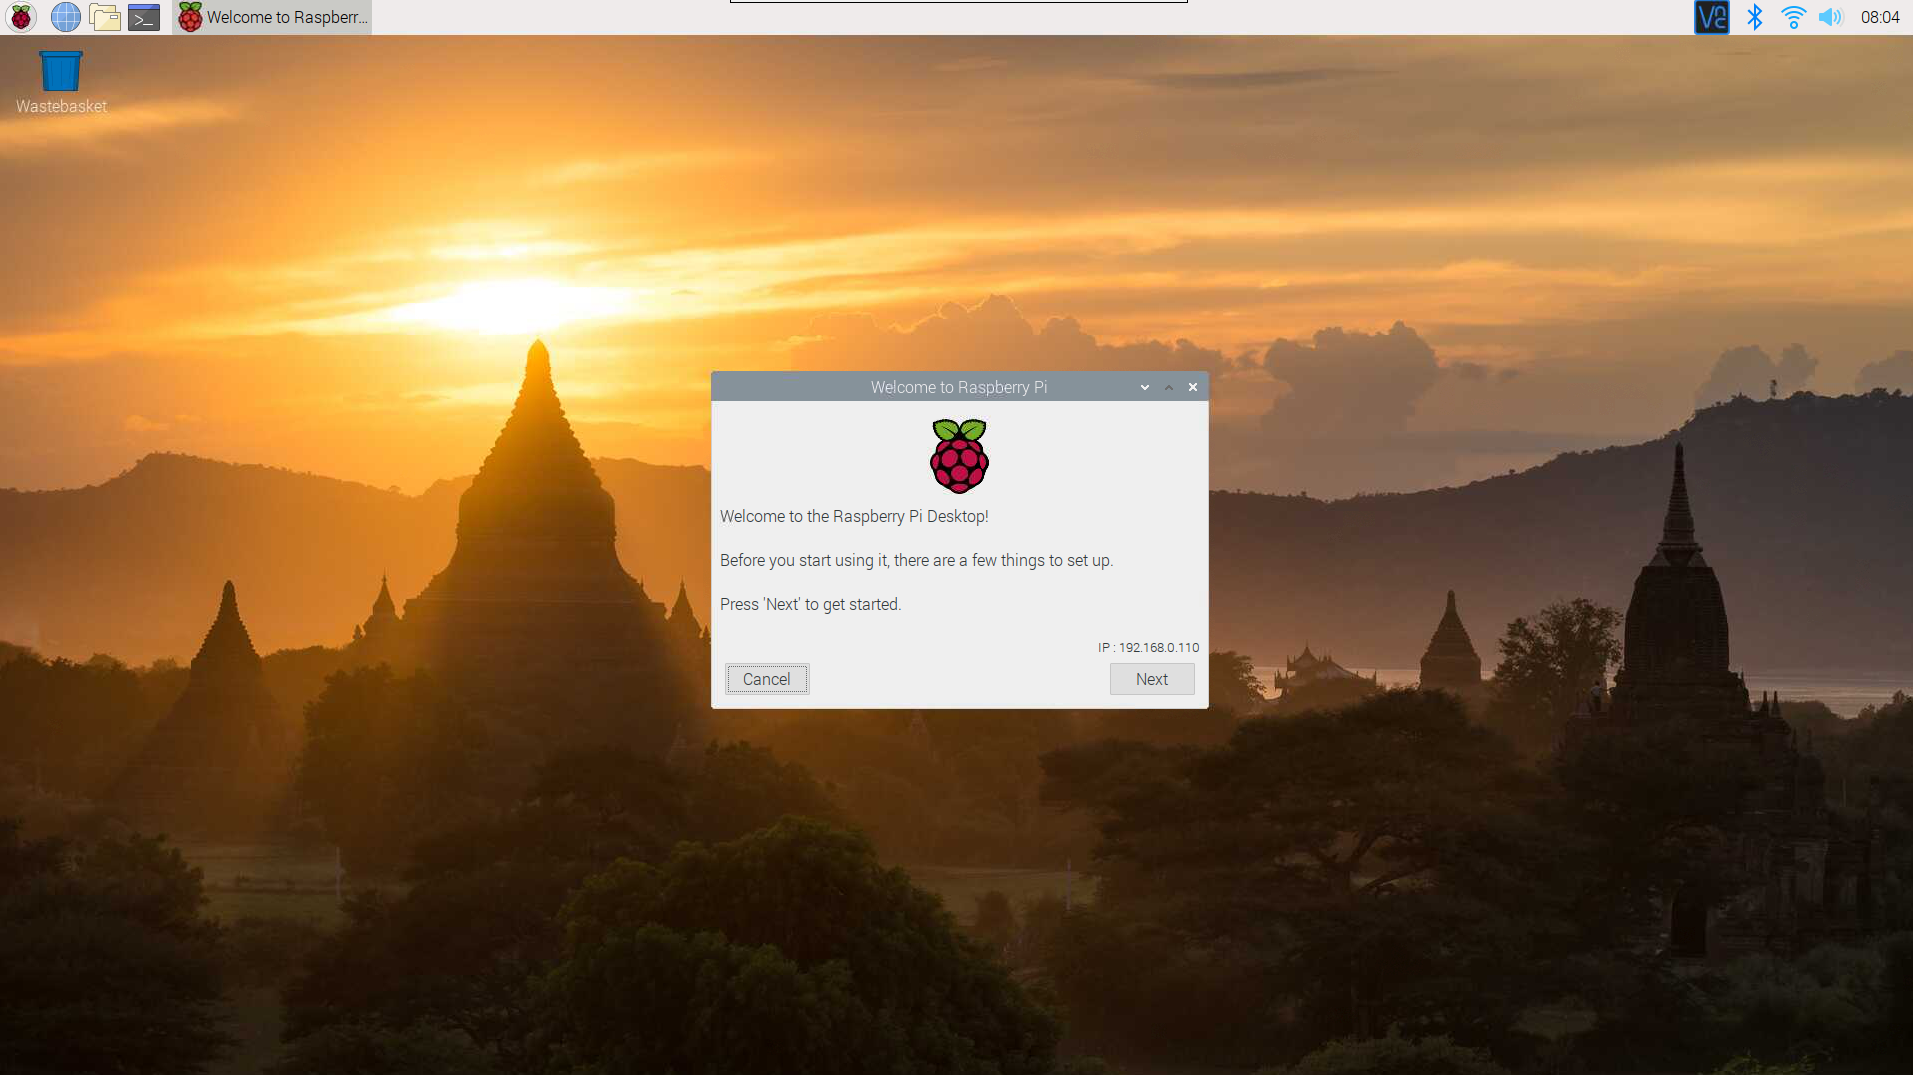 Welcome to Raspberr...
08:04
Wastebasket
Welcome to Raspberry Pi
Welcome to the Raspberry Pi Desktop!
Before you start using it, there are a few things to set up.
Press 'Next' to get started.
IP : 192.168.0.110
Cancel
Next